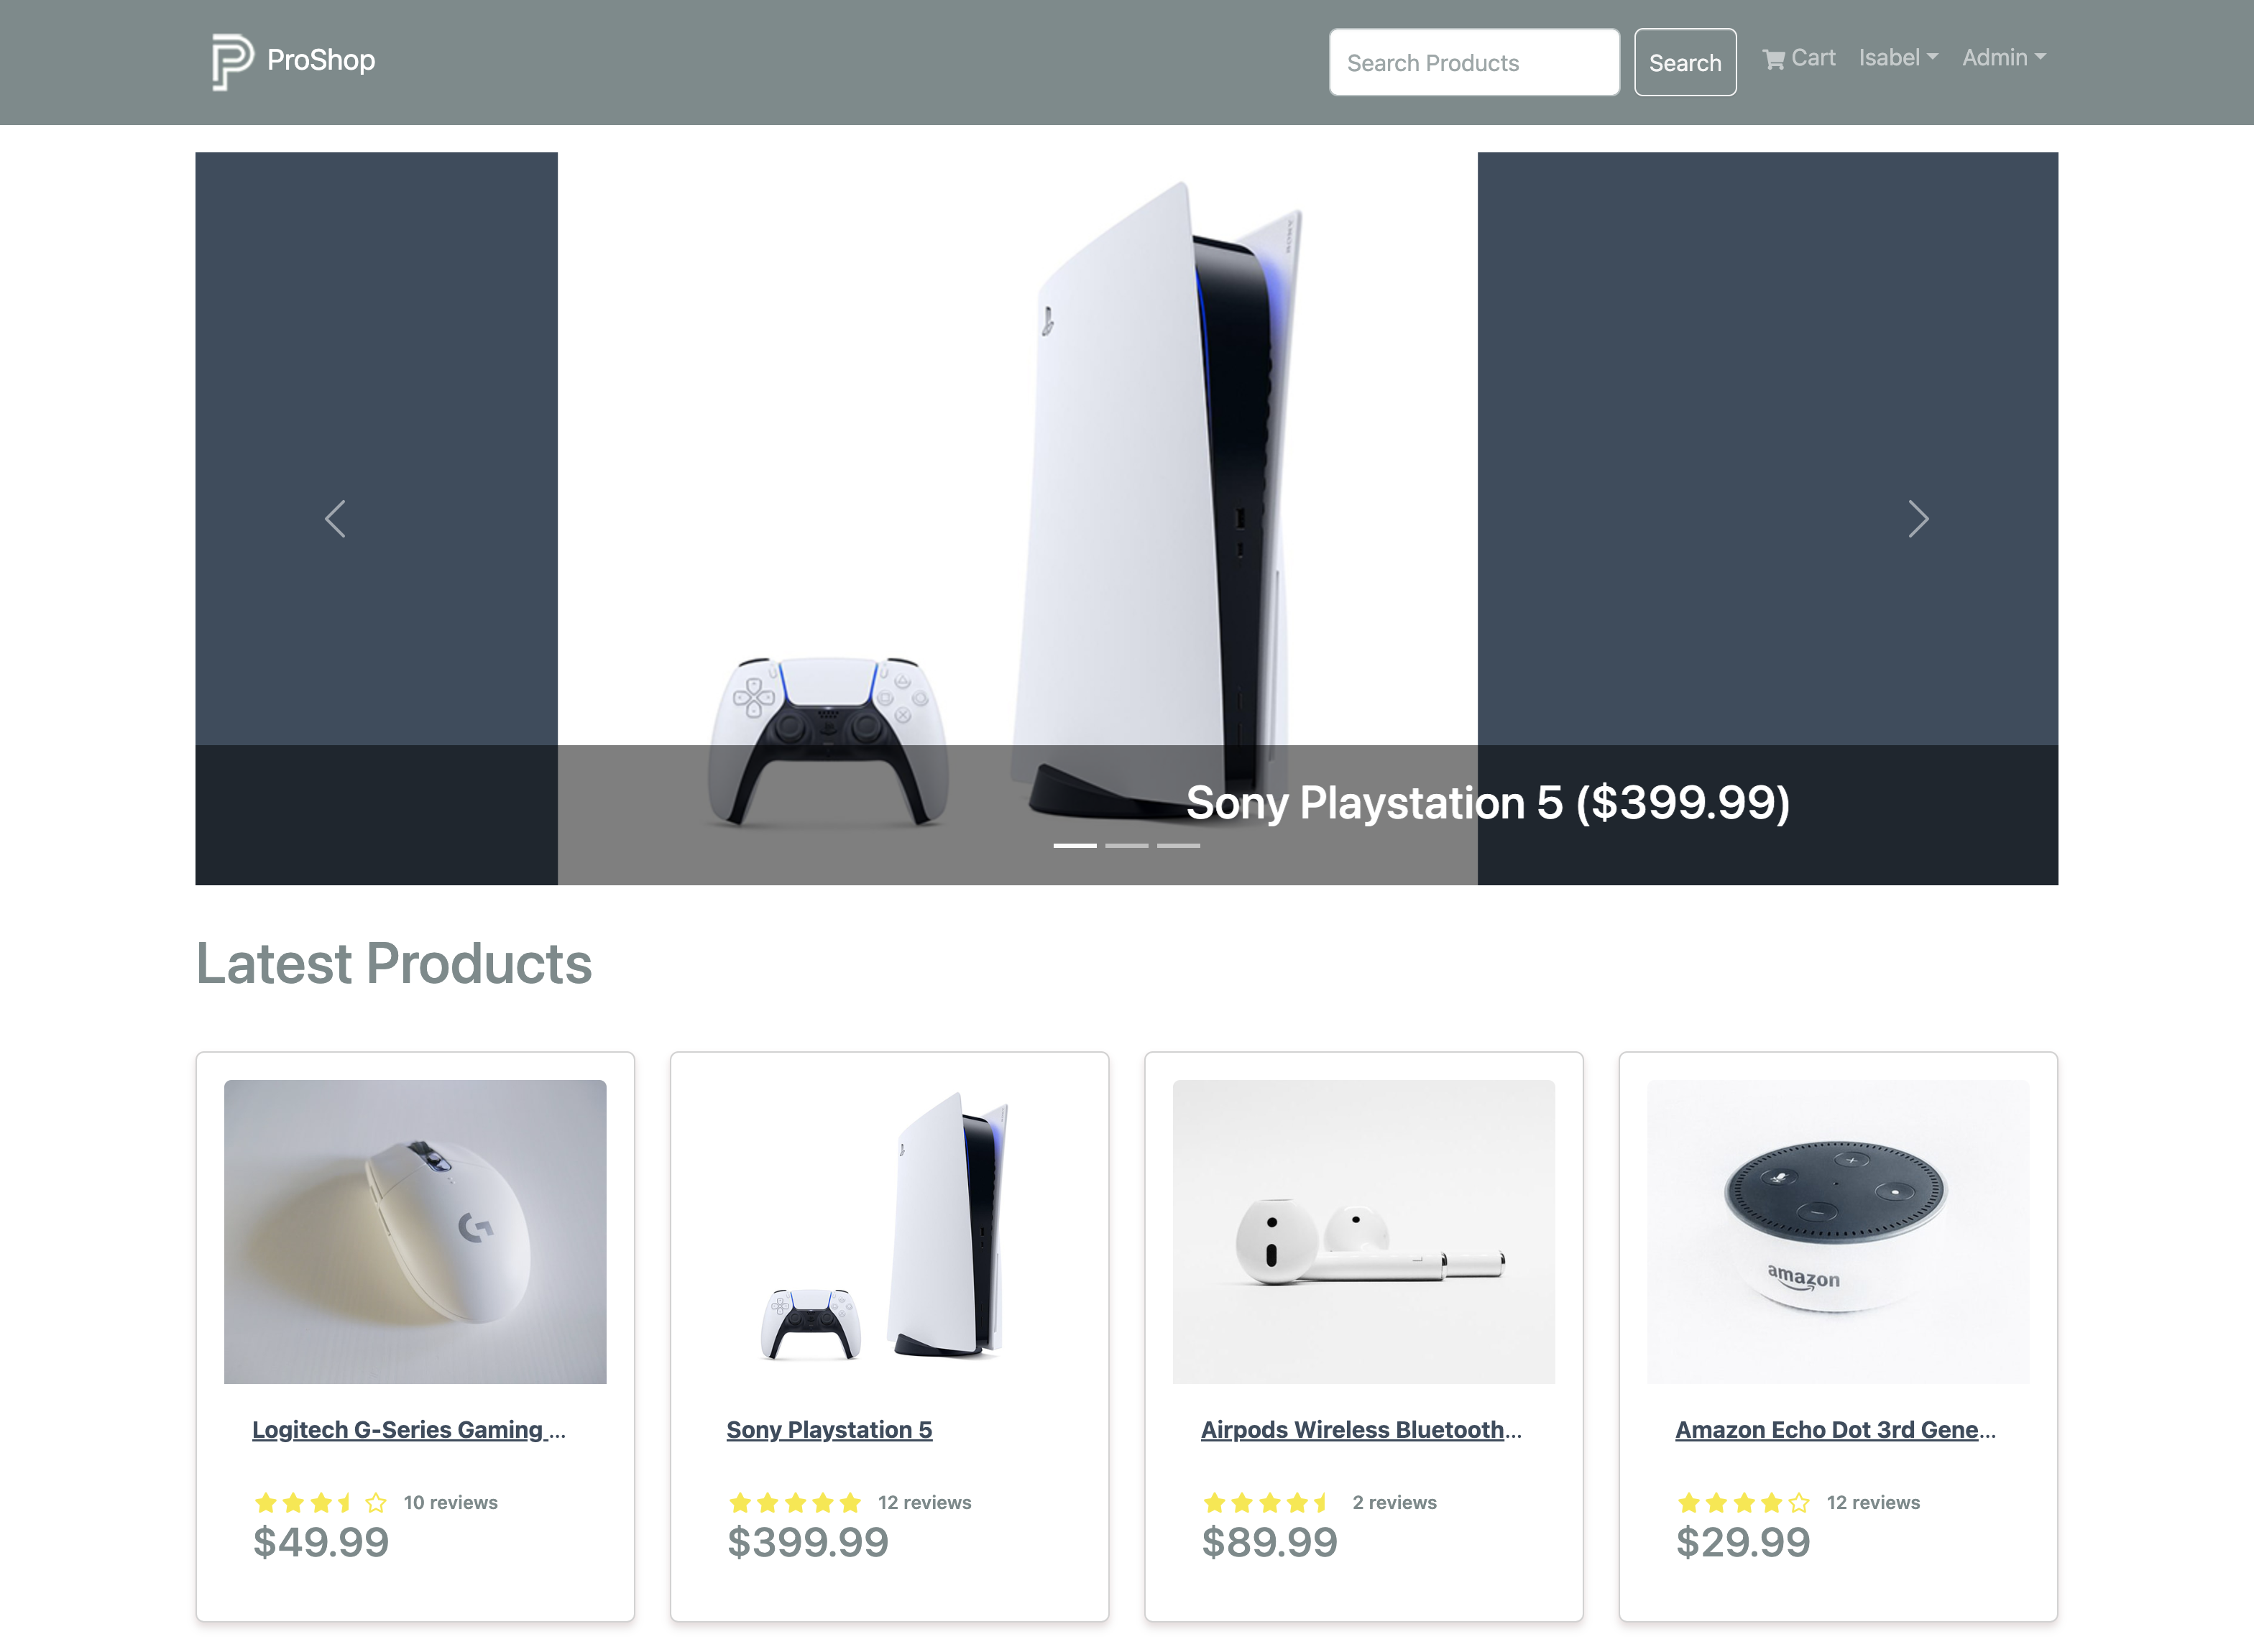 ProShop
Search Products
Search
Cart
Isabel
Admin
Sony Playstation 5 ($399.99)
Latest Products
amazon
Logitech G-Series Gaming ...
10 reviews
$49.99
Sony Playstation 5
12 reviews
$399.99
Airpods Wireless Bluetooth...
2 reviews
$89.99
Amazon Echo Dot 3rd Gene...
12 reviews
$29.99